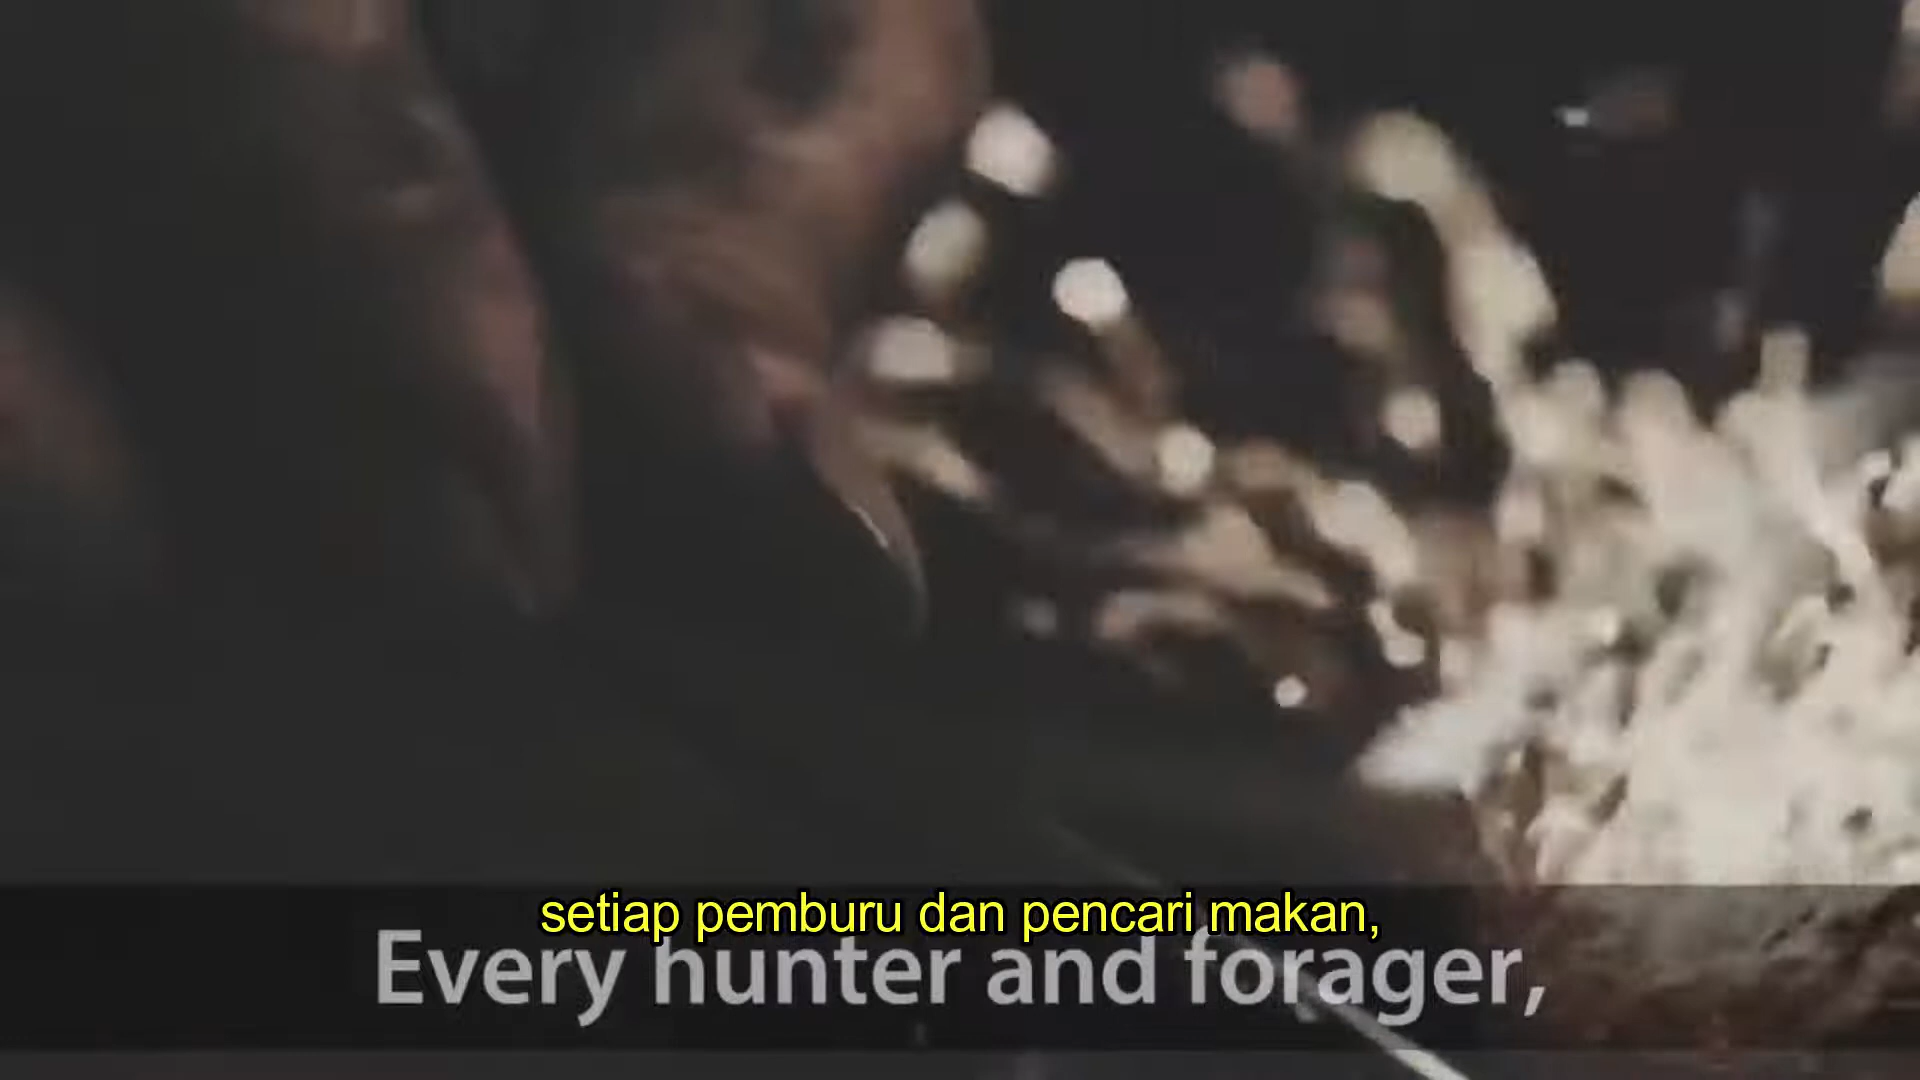 setiap pemburu dan pencari makan,
Every hunter and forager,